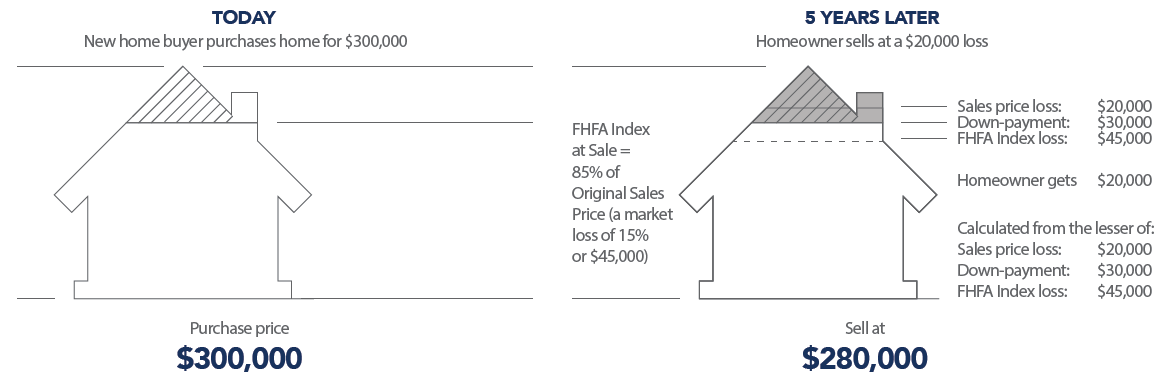 TODAY
New home buyer purchases home for $300,000
Purchase price
$300,000
5 YEARS LATER
Homeowner sells at a $20,000 loss
FHFA Index
at Sale =
85% of
Original Sales
Price (a market
loss of 15%
or $45,000)
Sales price loss: $20,000
Down-payment: $30,000
FHFA Index loss: $45,000
Homeowner gets $20,000
Calculated from the lesser of:
Sales price loss: $20,000
Down-payment: $30,000
FHFA Index loss: $45,000
Sell at
$280,000